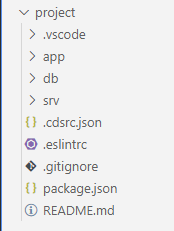 project
.vscode
app
db
srv
.cdsrc.json
.eslintrc
.gitignore
package.json
README.md